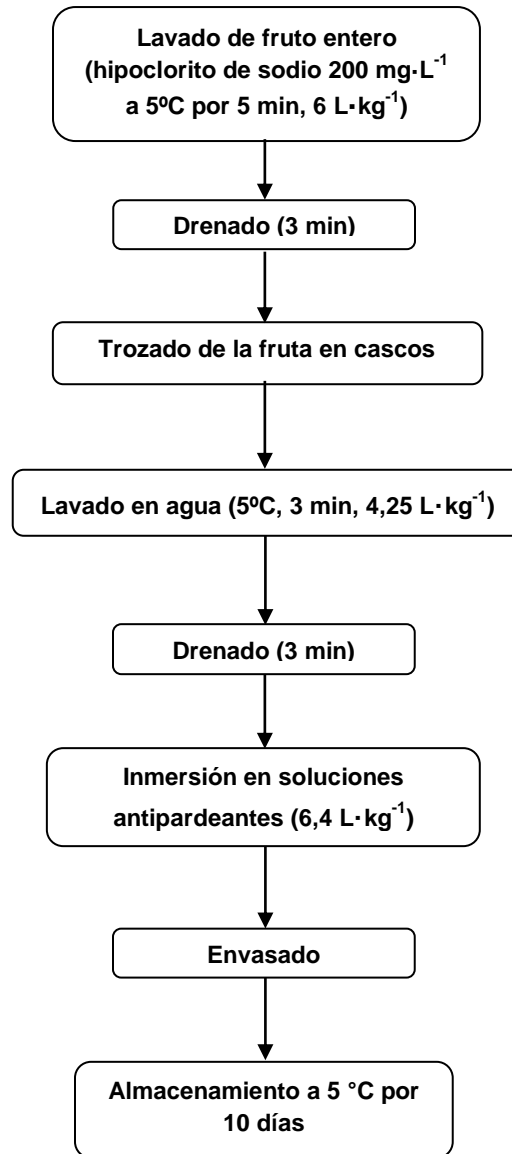 Lavado de fruto entero
(hipoclorito de sodio 200 mg·L⁻¹
a 5ºC por 5 min, 6 L·kg⁻¹)
Drenado (3 min)
Trozado de la fruta en cascos
Lavado en agua (5ºC, 3 min, 4,25 L·kg⁻¹)
Drenado (3 min)
Inmersión en soluciones
antipardeantes (6,4 L·kg⁻¹)
Envasado
Almacenamiento a 5 °C por
10 días